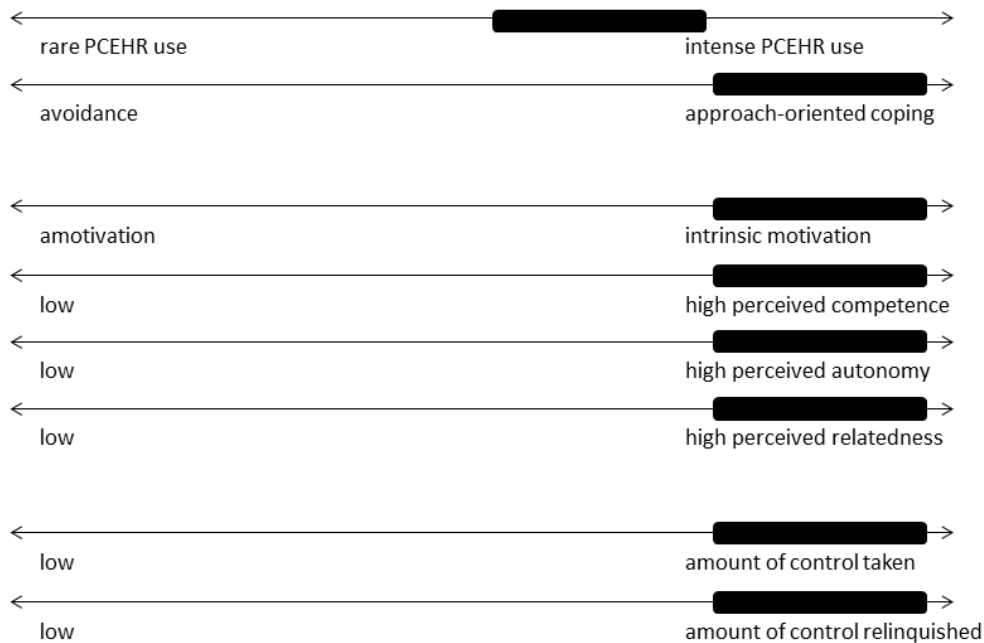 rare PCEHR use intense PCEHR use
avoidance approach-oriented coping
amotivation intrinsic motivation
low high perceived competence
low high perceived autonomy
low high perceived relatedness
low amount of control taken
low amount of control relinquished